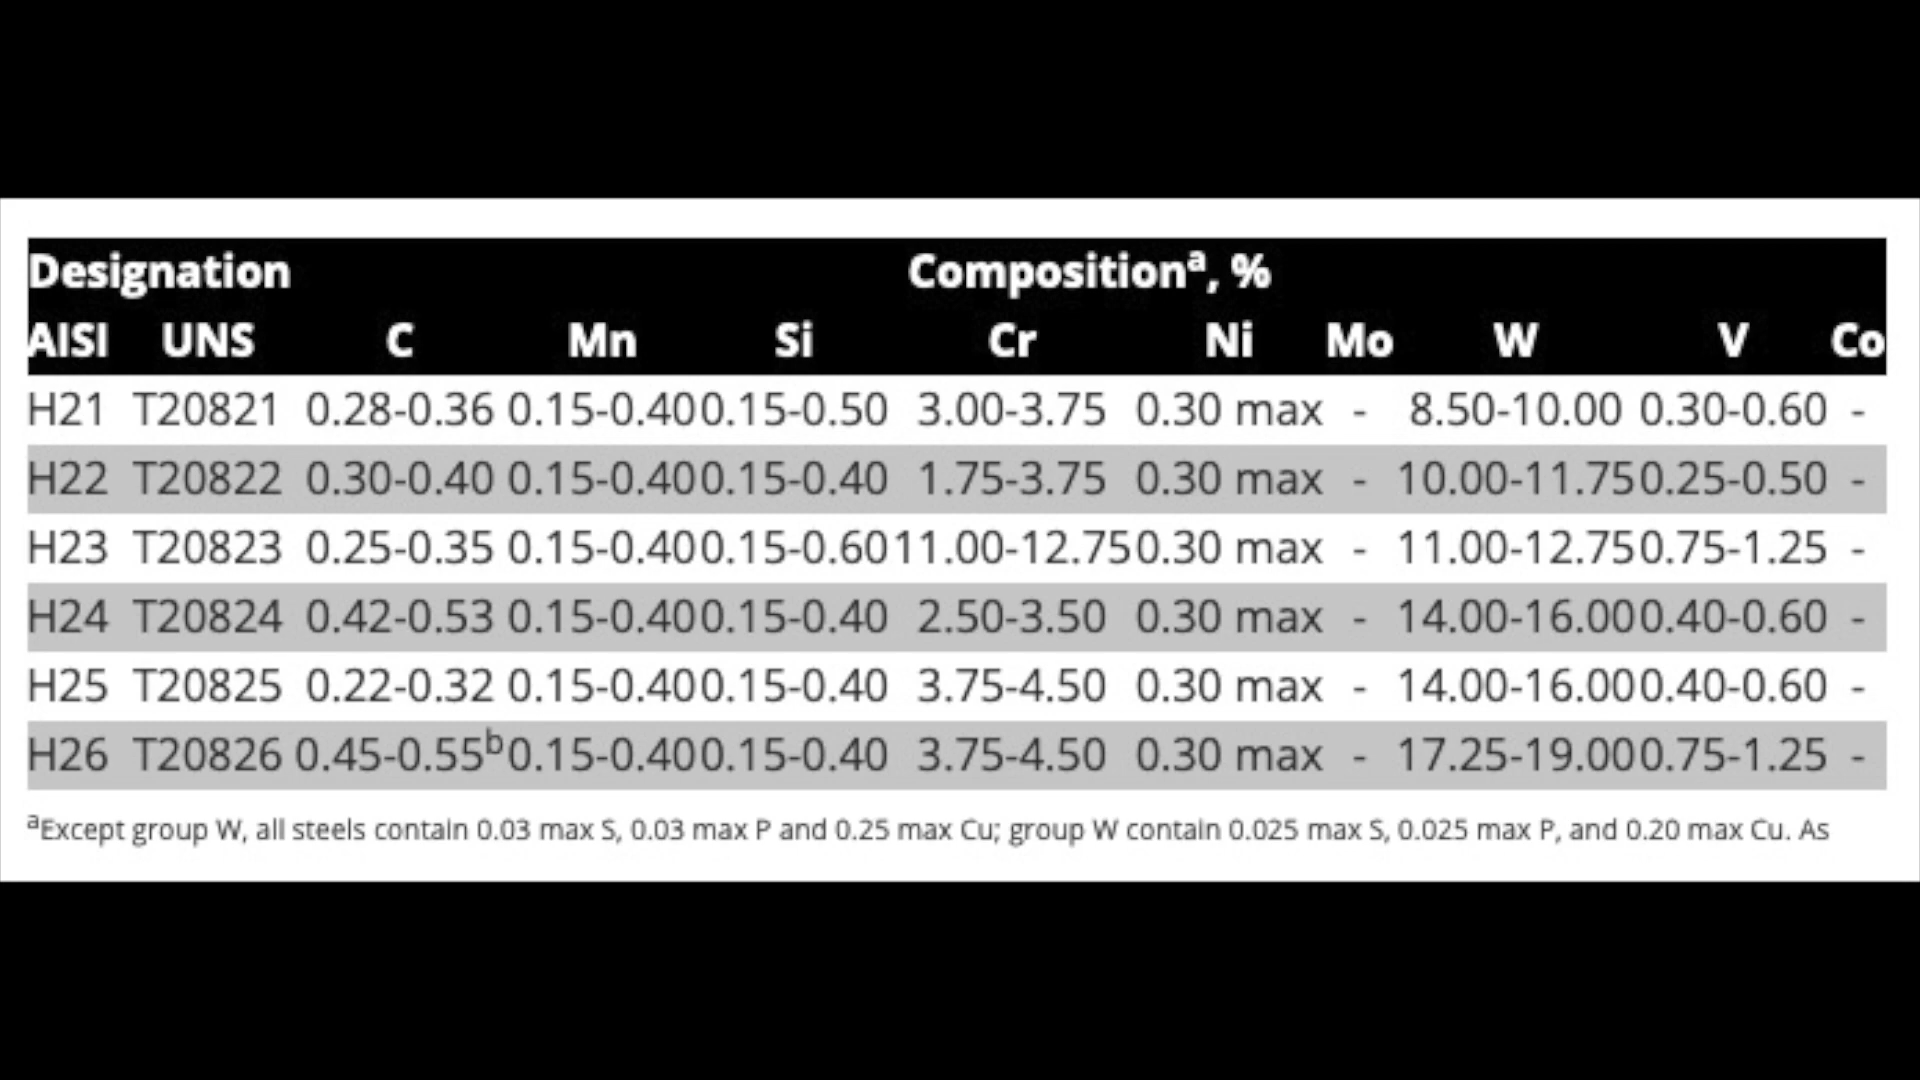 Designation Compositionᵃ, %
AISI UNS C Mn Si Cr Ni Mo W V Co
H21 T20821 0.28-0.36 0.15-0.40 0.15-0.50 3.00-3.75 0.30 max - 8.50-10.00 0.30-0.60 -
H22 T20822 0.30-0.40 0.15-0.40 0.15-0.40 1.75-3.75 0.30 max - 10.00-11.75 0.25-0.50 -
H23 T20823 0.25-0.35 0.15-0.40 0.15-0.60 11.00-12.75 0.30 max - 11.00-12.75 0.75-1.25 -
H24 T20824 0.42-0.53 0.15-0.40 0.15-0.40 2.50-3.50 0.30 max - 14.00-16.00 0.40-0.60 -
H25 T20825 0.22-0.32 0.15-0.40 0.15-0.40 3.75-4.50 0.30 max - 14.00-16.00 0.40-0.60 -
H26 T20826 0.45-0.55ᵇ 0.15-0.40 0.15-0.40 3.75-4.50 0.30 max - 17.25-19.00 0.75-1.25 -
ᵃExcept group W, all steels contain 0.03 max S, 0.03 max P and 0.25 max Cu; group W contain 0.025 max S, 0.025 max P, and 0.20 max Cu. As